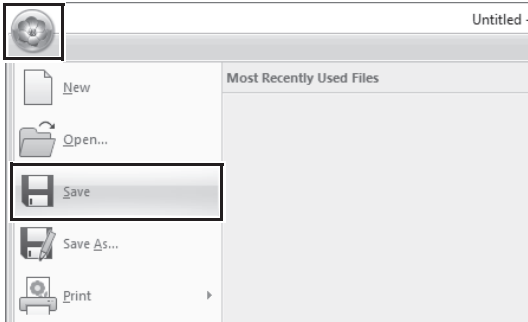 Untitled -
Most Recently Used Files
New
Open...
Save
Save As...
Print